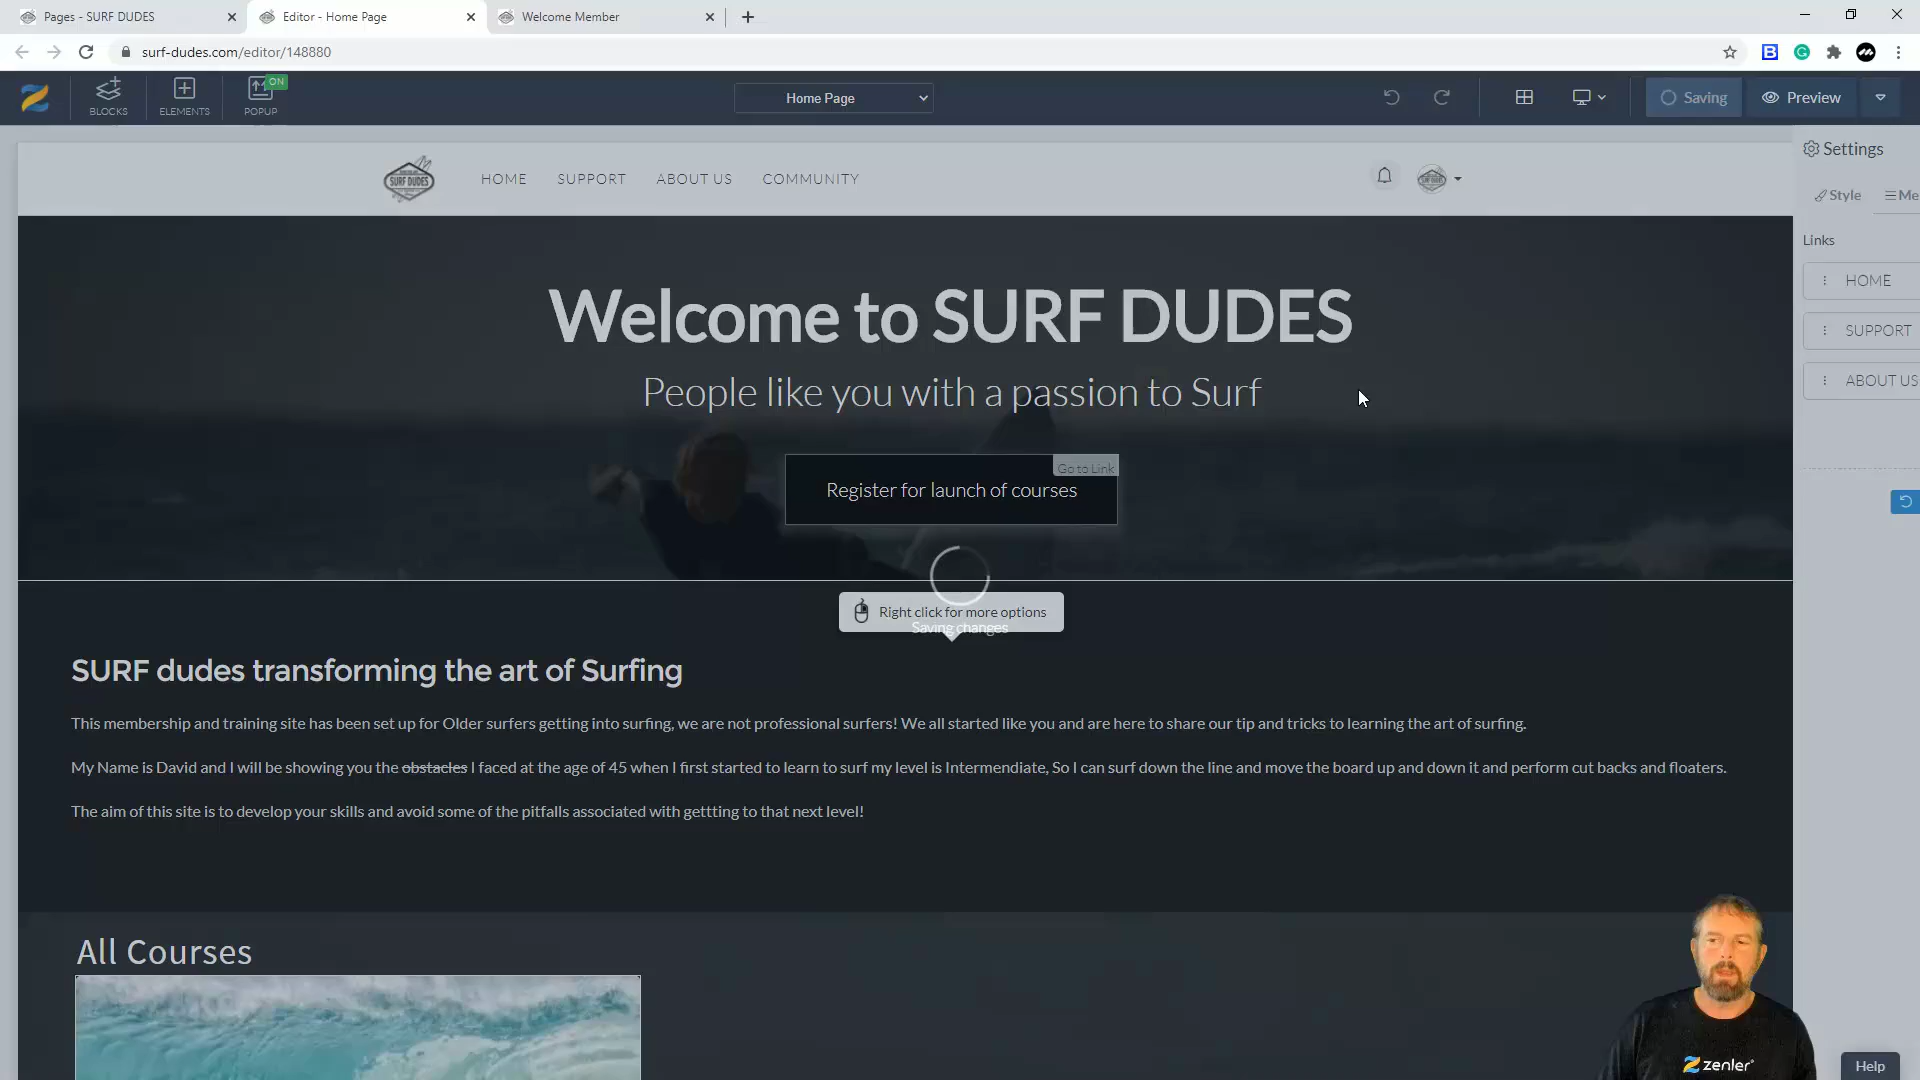 Pages - SURF DUDES
Editor - Home Page
Welcome Member
surf-dudes.com/editor/148880
BLOCKS
ELEMENTS
ON
POPUP
Home Page
Saving
Preview
SURF DUDES
HOME
SUPPORT
ABOUT US
COMMUNITY
Settings
Style
Me
Links
HOME
SUPPORT
ABOUT US
Welcome to SURF DUDES
People like you with a passion to Surf
Go to Link
Register for launch of courses
Right click for more options
Saving changes
SURF dudes transforming the art of Surfing
This membership and training site has been set up for Older surfers getting into surfing, we are not professional surfers! We all started like you and are here to share our tip and tricks to learning the art of surfing.
My Name is David and I will be showing you the obstacles I faced at the age of 45 when I first started to learn to surf my level is Intermendiate, So I can surf down the line and move the board up and down it and perform cut backs and floaters.
The aim of this site is to develop your skills and avoid some of the pitfalls associated with gettting to that next level!
All Courses
zenler
Help